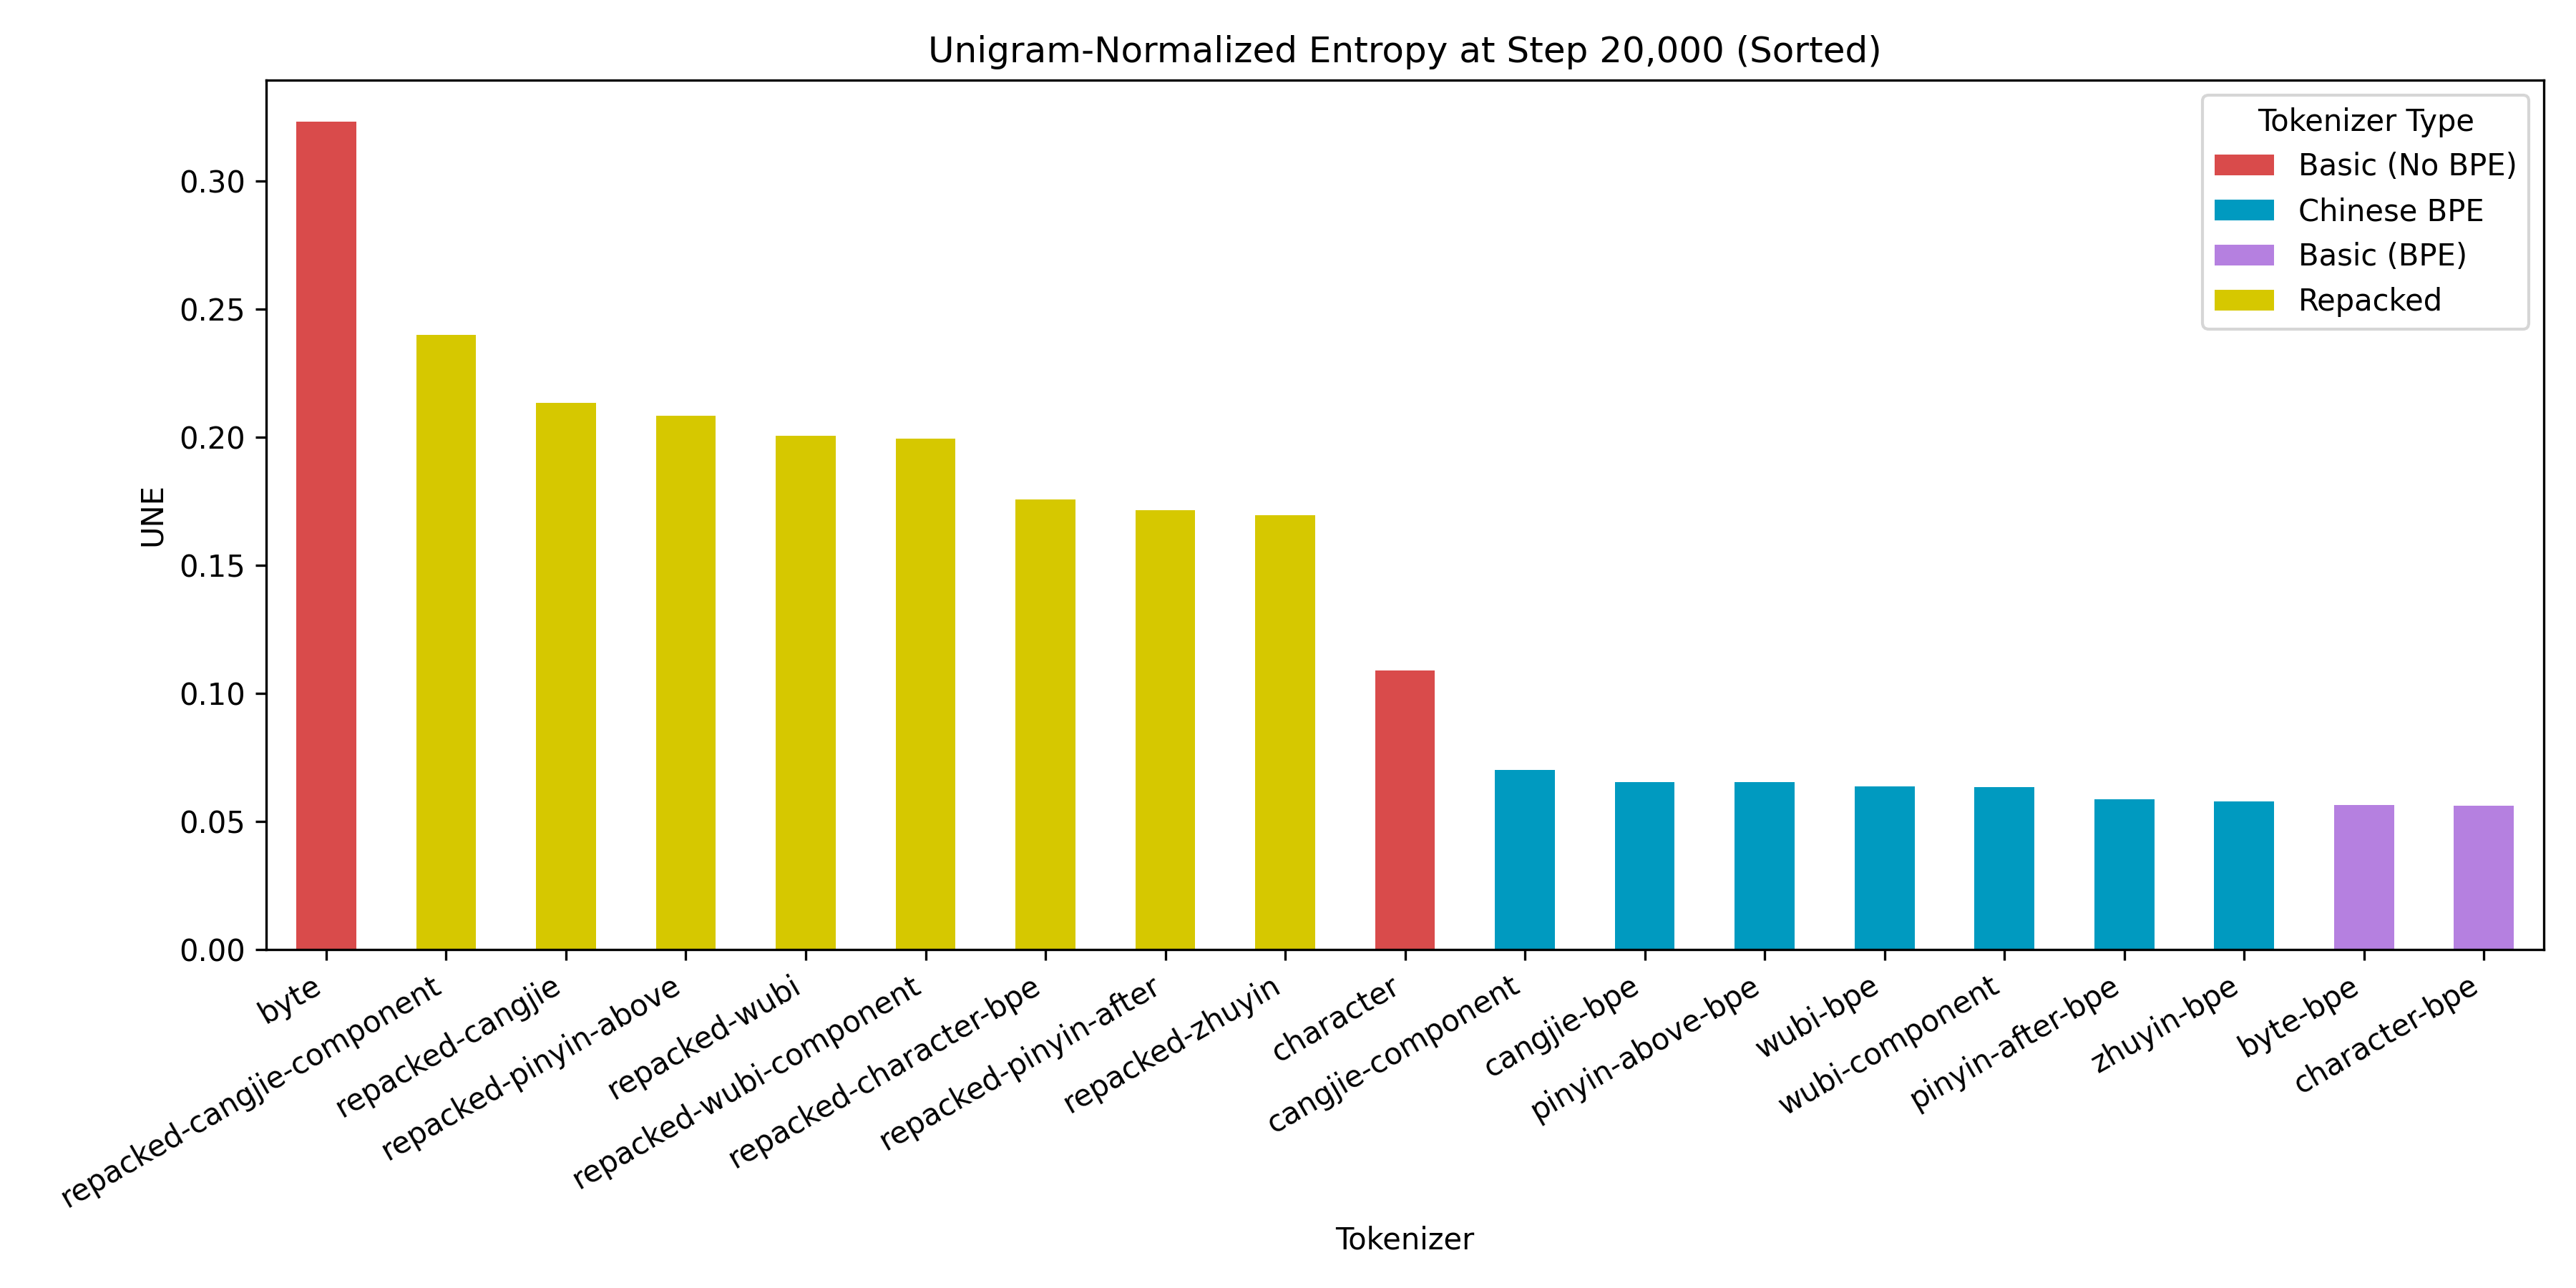 Unigram-Normalized Entropy at Step 20,000 (Sorted)
Tokenizer Type
Basic (No BPE)
Chinese BPE
Basic (BPE)
Repacked
UNE
0.30
0.25
0.20
0.15
0.10
0.05
0.00
byte
repacked-cangjie-component
repacked-cangjie
repacked-pinyin-above
repacked-wubi
repacked-wubi-component
repacked-character-bpe
repacked-pinyin-after
repacked-zhuyin
character
cangjie-component
cangjie-bpe
pinyin-above-bpe
wubi-bpe
wubi-component
pinyin-after-bpe
zhuyin-bpe
byte-bpe
character-bpe
Tokenizer